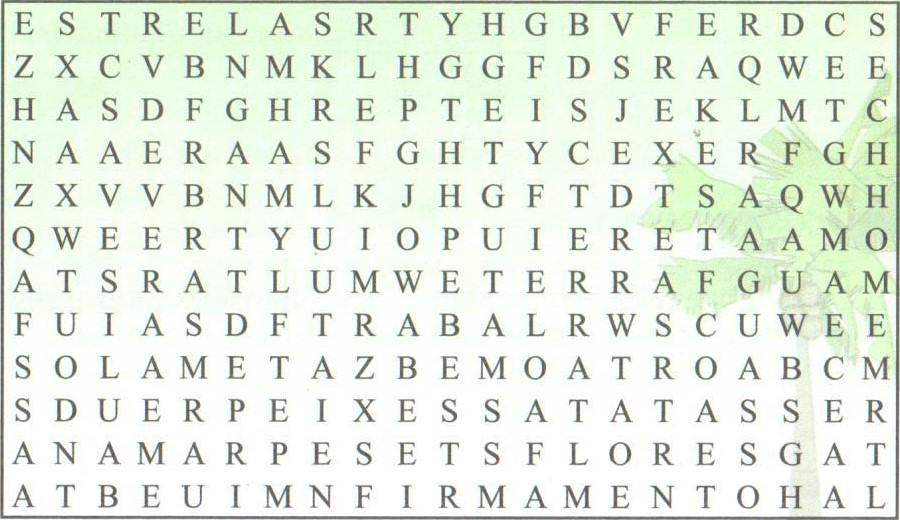 E S T R E L A S R T Y H G B V F E R D C S
Z X C V B N M K L H G G F D S R A Q W E E
H A S D F G H R E P T E I S J E K L M T C
N A A E R A A S F G H T Y C E X E R F G H
Z X V V B N M L K J H G F T D T S A Q W H
Q W E E R T Y U I O P U I E R E T A A M O
A T S R A T L U M W E T E R R A F G U A M
F U I A S D F T R A B A L R W S C U W E E
S O L A M E T A Z B E M O A T R O A B C M
S D U E R P E I X E S S A T A T A S S E R
A N A M A R P E S E T S F L O R E S G A T
A T B E U I M N F I R M A M E N T O H A L